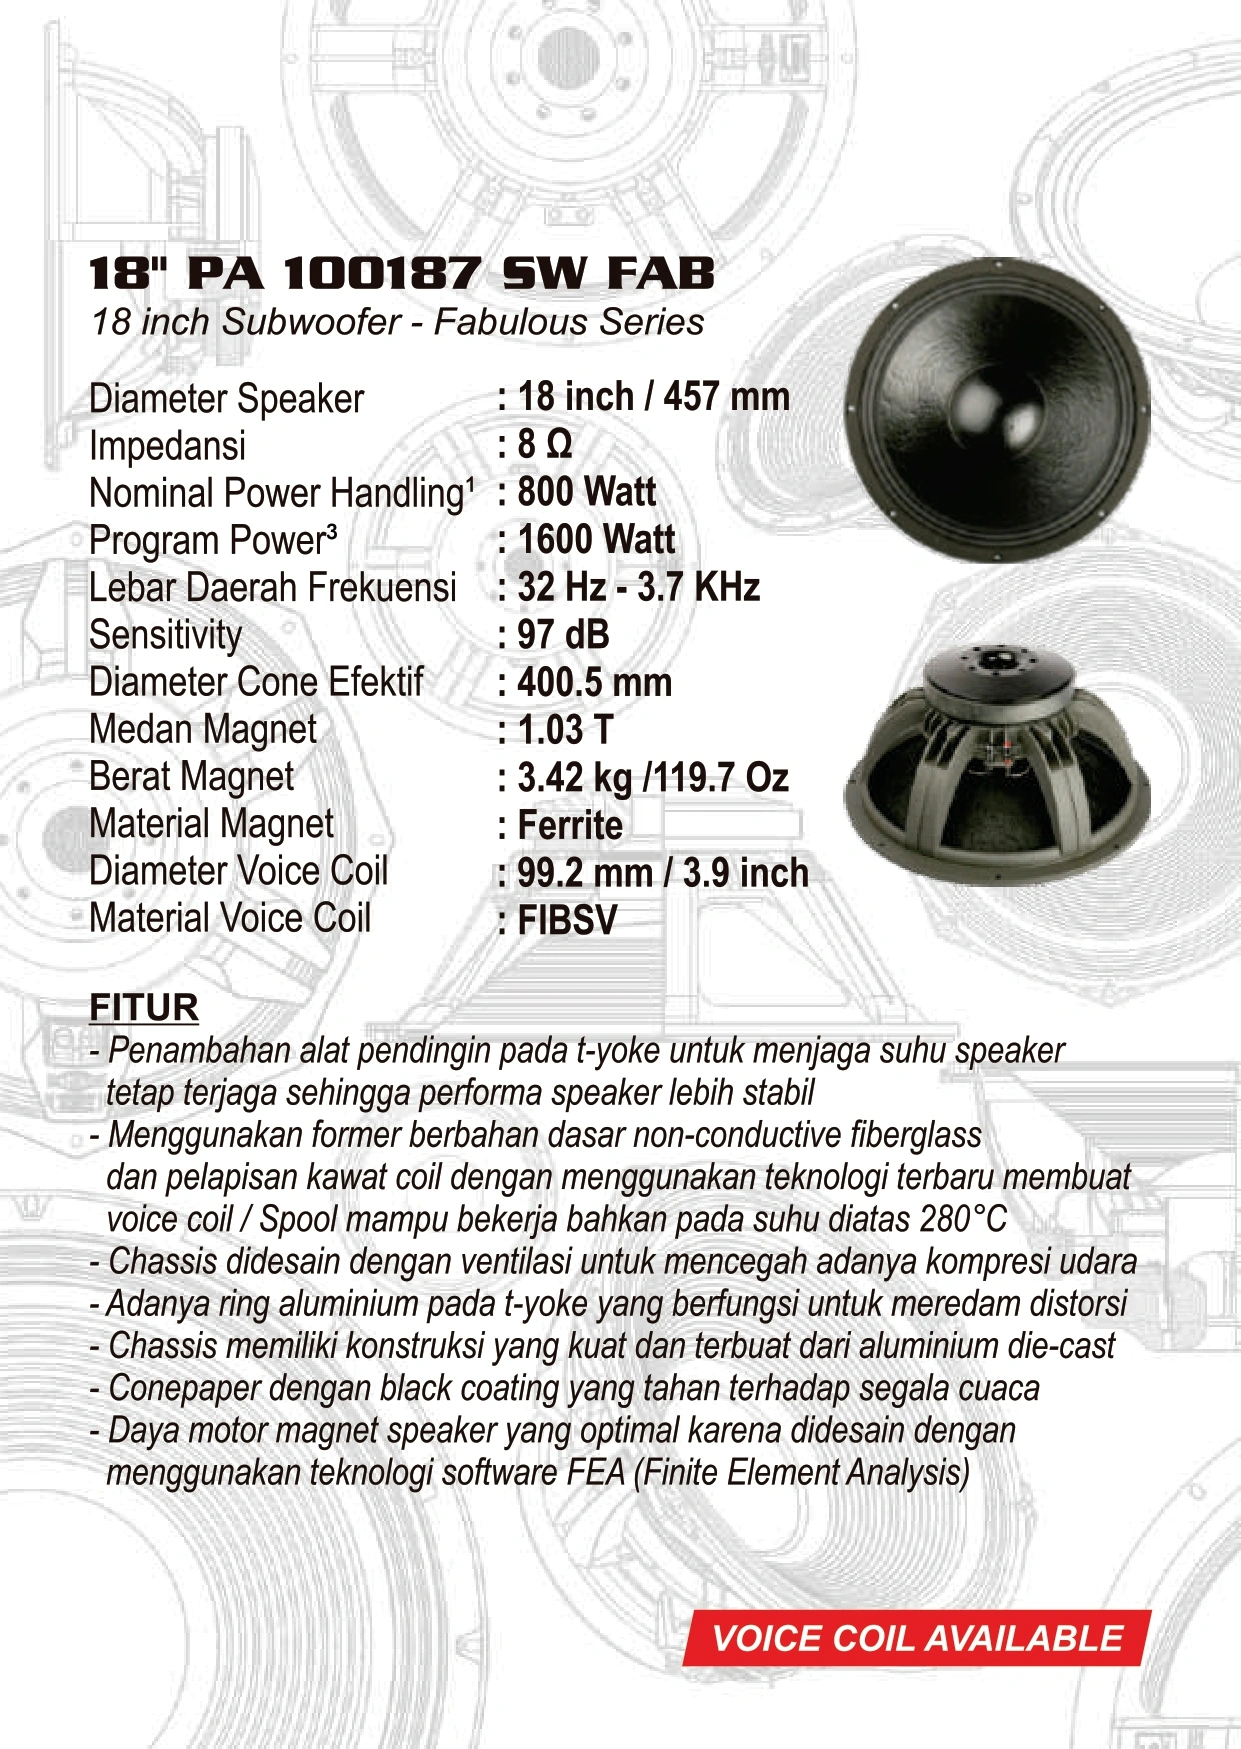 18" PA 100187 SW FAB
18 inch Subwoofer - Fabulous Series
Diameter Speaker : 18 inch / 457 mm
Impedansi : 8 Ω
Nominal Power Handling¹ : 800 Watt
Program Power³ : 1600 Watt
Lebar Daerah Frekuensi : 32 Hz - 3.7 KHz
Sensitivity : 97 dB
Diameter Cone Efektif : 400.5 mm
Medan Magnet : 1.03 T
Berat Magnet : 3.42 kg /119.7 Oz
Material Magnet : Ferrite
Diameter Voice Coil : 99.2 mm / 3.9 inch
Material Voice Coil : FIBSV
FITUR
- Penambahan alat pendingin pada t-yoke untuk menjaga suhu speaker
tetap terjaga sehingga performa speaker lebih stabil
- Menggunakan former berbahan dasar non-conductive fiberglass
dan pelapisan kawat coil dengan menggunakan teknologi terbaru membuat
voice coil / Spool mampu bekerja bahkan pada suhu diatas 280°C
- Chassis didesain dengan ventilasi untuk mencegah adanya kompresi udara
- Adanya ring aluminium pada t-yoke yang berfungsi untuk meredam distorsi
- Chassis memiliki konstruksi yang kuat dan terbuat dari aluminium die-cast
- Conepaper dengan black coating yang tahan terhadap segala cuaca
- Daya motor magnet speaker yang optimal karena didesain dengan
menggunakan teknologi software FEA (Finite Element Analysis)
VOICE COIL AVAILABLE